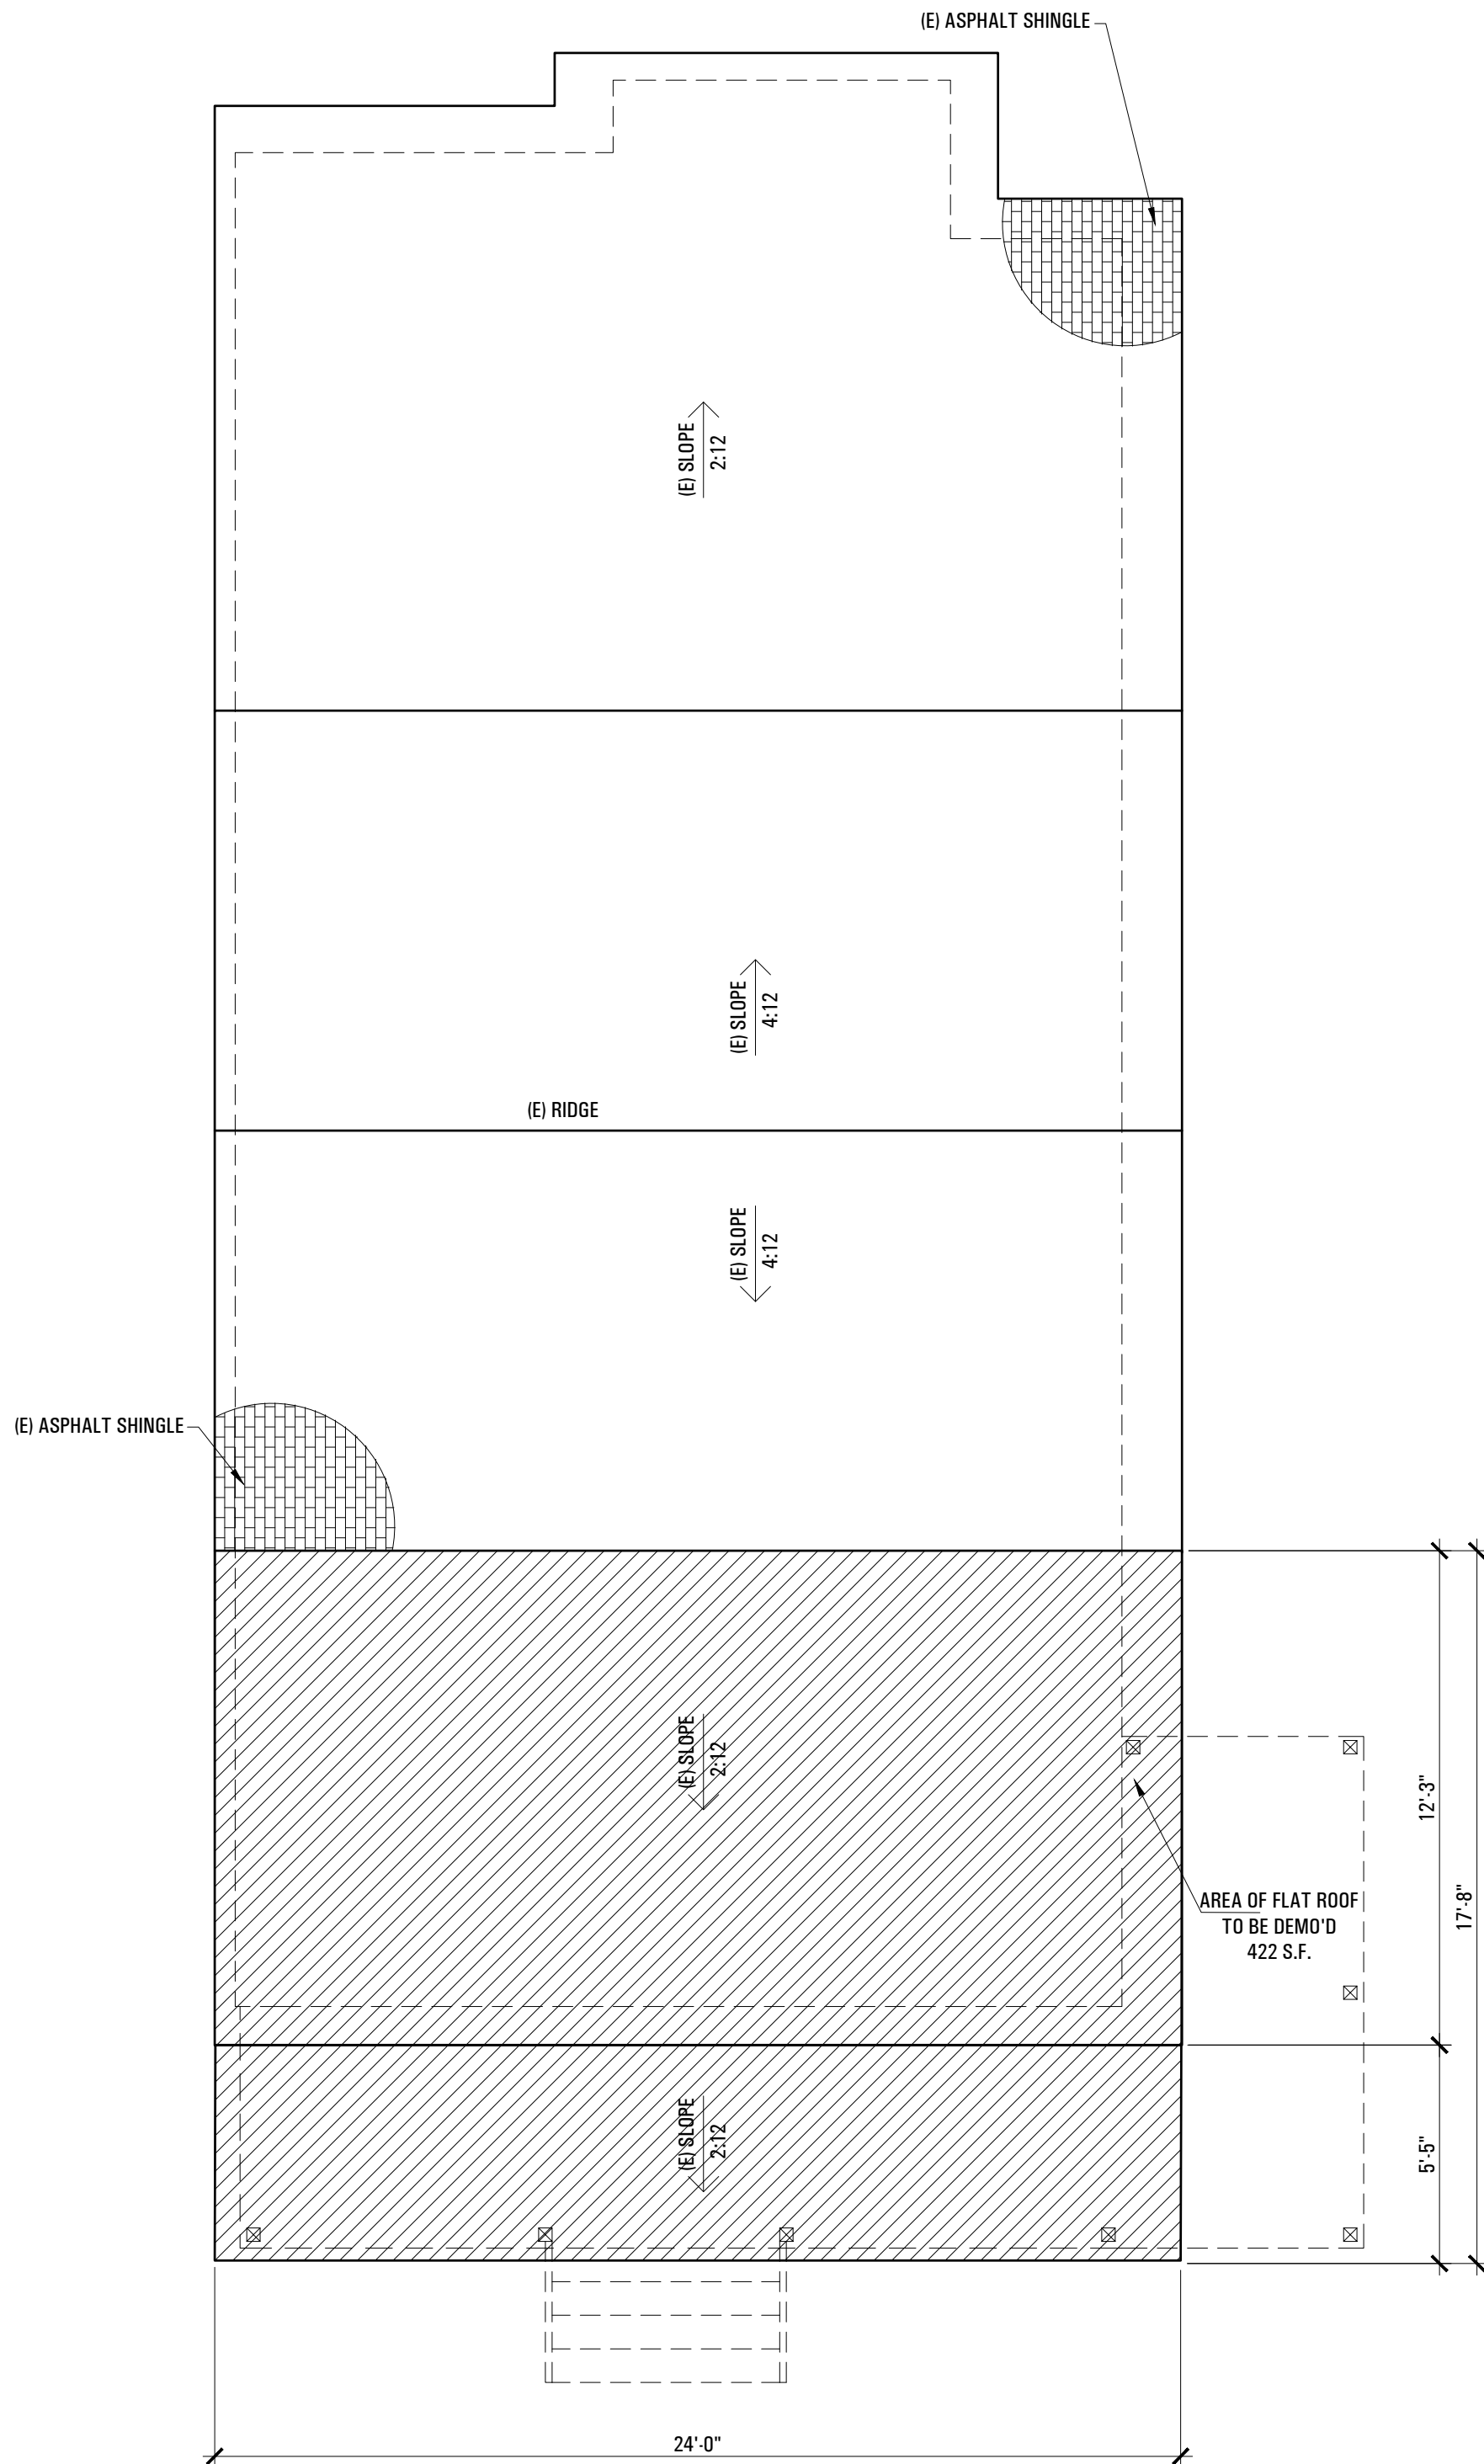 (E) ASPHALT SHINGLE
(E) SLOPE
2:12
(E) SLOPE
4:12
(E) RIDGE
(E) SLOPE
4:12
(E) ASPHALT SHINGLE
(E) SLOPE
2:12
12'-3"
17'-8"
AREA OF FLAT ROOF
TO BE DEMO'D
422 S.F.
(E) SLOPE
2:12
5'-5"
24'-0"